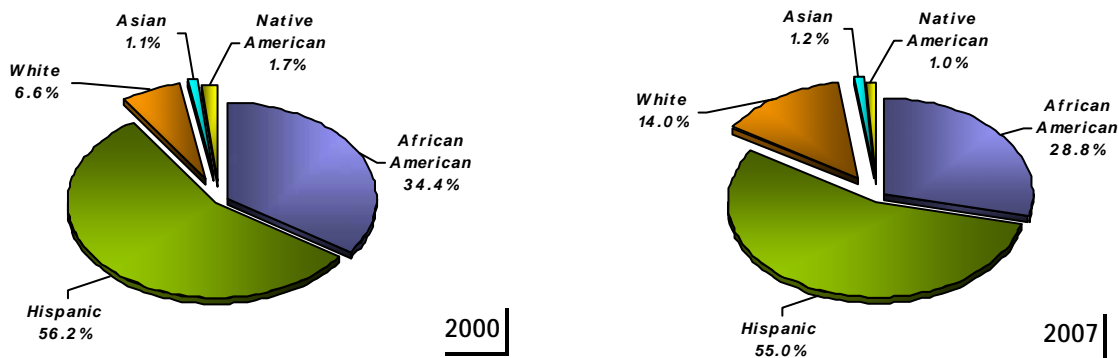 Asian
1.1%
Native
American
1.7%
White
6.6%
African
American
34.4%
Hispanic
56.2%
2000
Asian
1.2%
Native
American
1.0%
White
14.0%
African
American
28.8%
Hispanic
55.0%
2007